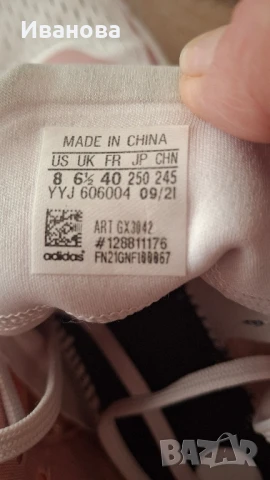 Иванова
MADE IN CHINA
US UK FR JP CHN
8 6½ 40 250 245
YYJ 606004 09/21
ART GX3042
#128811176
adidas FN21GNF100067
BAZAR